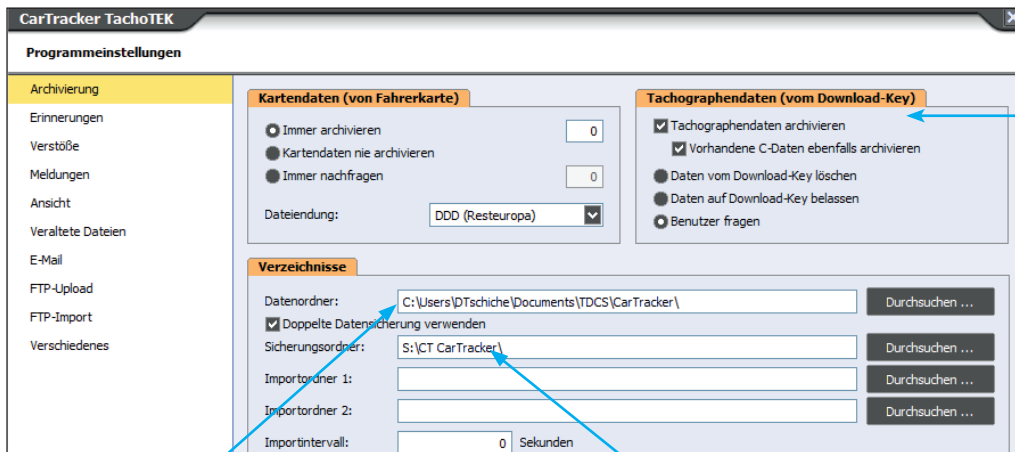 CarTracker TachoTEK
Programmeinstellungen
Archivierung
Erinnerungen
Verstöße
Meldungen
Ansicht
Veraltete Dateien
E-Mail
FTP-Upload
FTP-Import
Verschiedenes
Kartendaten (von Fahrerkarte)
Immer archivieren 0
Kartendaten nie archivieren
Immer nachfragen 0
Dateiendung: DDD (Resteuropa)
Tachographendaten (vom Download-Key)
Tachographendaten archivieren
Vorhandene C-Daten ebenfalls archivieren
Daten vom Download-Key löschen
Daten auf Download-Key belassen
Benutzer fragen
Verzeichnisse
Datenordner: C:\Users\DTschiche\Documents\TDCS\CarTracker\ Durchsuchen ...
Doppelte Datensicherung verwenden
Sicherungsordner: S:\CT CarTracker\ Durchsuchen ...
Importordner 1: Durchsuchen ...
Importordner 2: Durchsuchen ...
Importintervall: 0 Sekunden